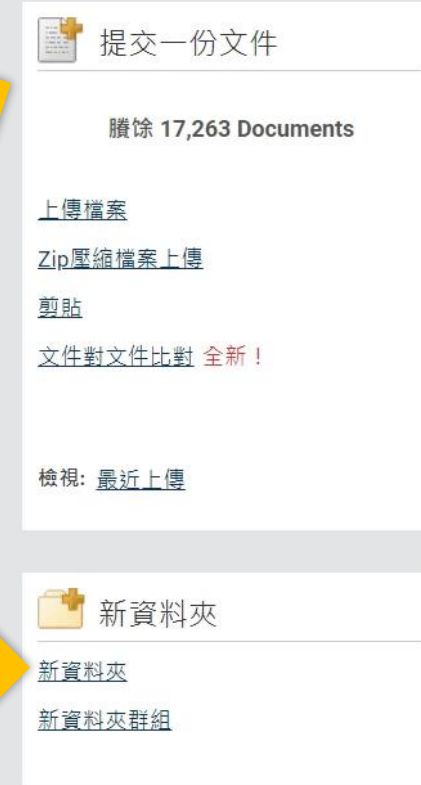 提交一份文件
賸馀 17,263 Documents
上傳檔案
Zip壓縮檔案上傳
剪貼
文件對文件比對 全新！
檢視: 最近上傳
新資料夾
新資料夾
新資料夾群組